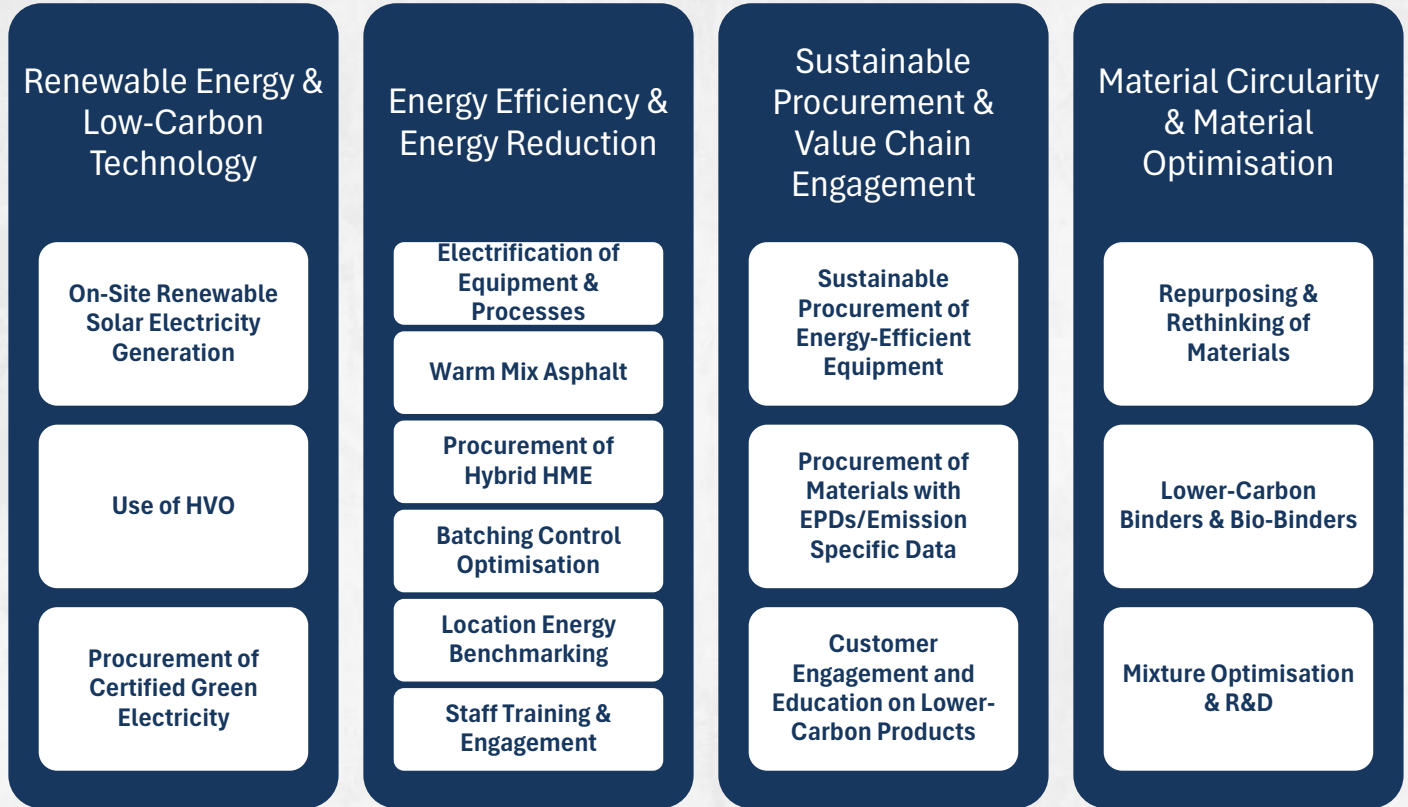 Renewable Energy &
Low-Carbon
Technology
On-Site Renewable
Solar Electricity
Generation
Use of HVO
Procurement of
Certified Green
Electricity
Energy Efficiency &
Energy Reduction
Electrification of
Equipment &
Processes
Warm Mix Asphalt
Procurement of
Hybrid HME
Batching Control
Optimisation
Location Energy
Benchmarking
Staff Training &
Engagement
Sustainable
Procurement &
Value Chain
Engagement
Sustainable
Procurement of
Energy-Efficient
Equipment
Procurement of
Materials with
EPDs/Emission
Specific Data
Customer
Engagement and
Education on Lower-
Carbon Products
Material Circularity
& Material
Optimisation
Repurposing &
Rethinking of
Materials
Lower-Carbon
Binders & Bio-Binders
Mixture Optimisation
& R&D